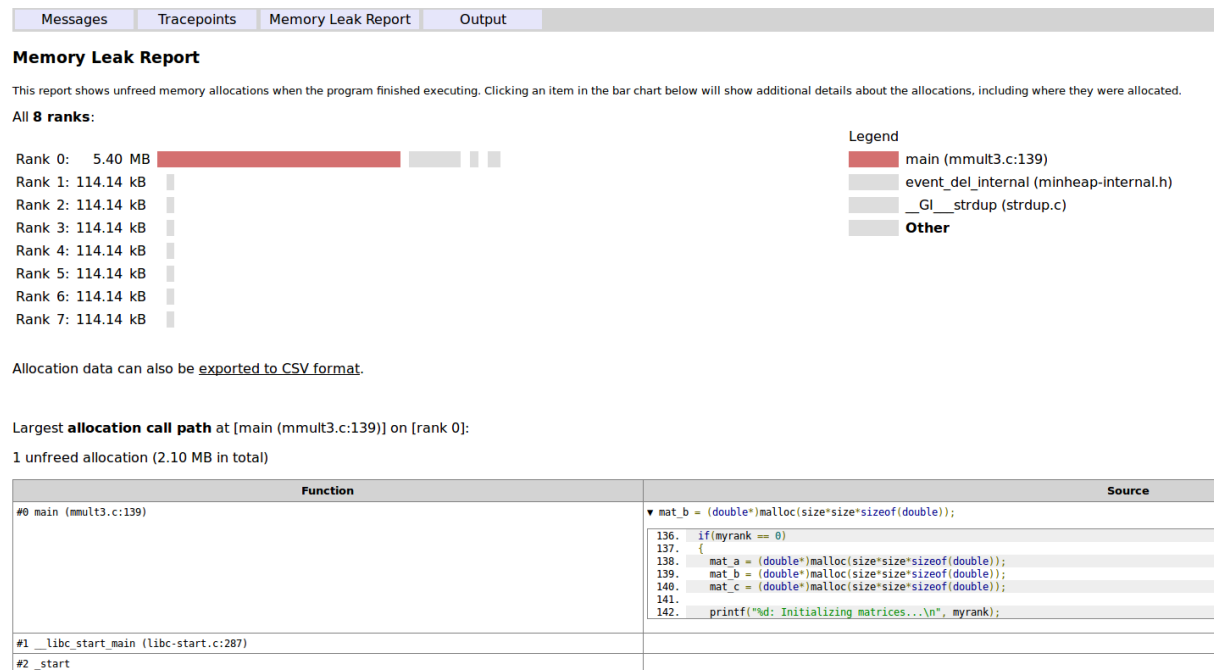 Messages Tracepoints Memory Leak Report Output
Memory Leak Report
This report shows unfreed memory allocations when the program finished executing. Clicking an item in the bar chart below will show additional details about the allocations, including where they were allocated.
All 8 ranks:
Legend
Rank 0: 5.40 MB
main (mmult3.c:139)
Rank 1: 114.14 kB
event_del_internal (minheap-internal.h)
Rank 2: 114.14 kB
__GI___strdup (strdup.c)
Rank 3: 114.14 kB
Other
Rank 4: 114.14 kB
Rank 5: 114.14 kB
Rank 6: 114.14 kB
Rank 7: 114.14 kB
Allocation data can also be exported to CSV format.
Largest allocation call path at [main (mmult3.c:139)] on [rank 0]:
1 unfreed allocation (2.10 MB in total)
Function Source
#0 main (mmult3.c:139)
▼ mat_b = (double*)malloc(size*size*sizeof(double));
136. if(myrank == 0)
137. {
138. mat_a = (double*)malloc(size*size*sizeof(double));
139. mat_b = (double*)malloc(size*size*sizeof(double));
140. mat_c = (double*)malloc(size*size*sizeof(double));
141.
142. printf("%d: Initializing matrices...\n", myrank);
#1 __libc_start_main (libc-start.c:287)
#2 _start